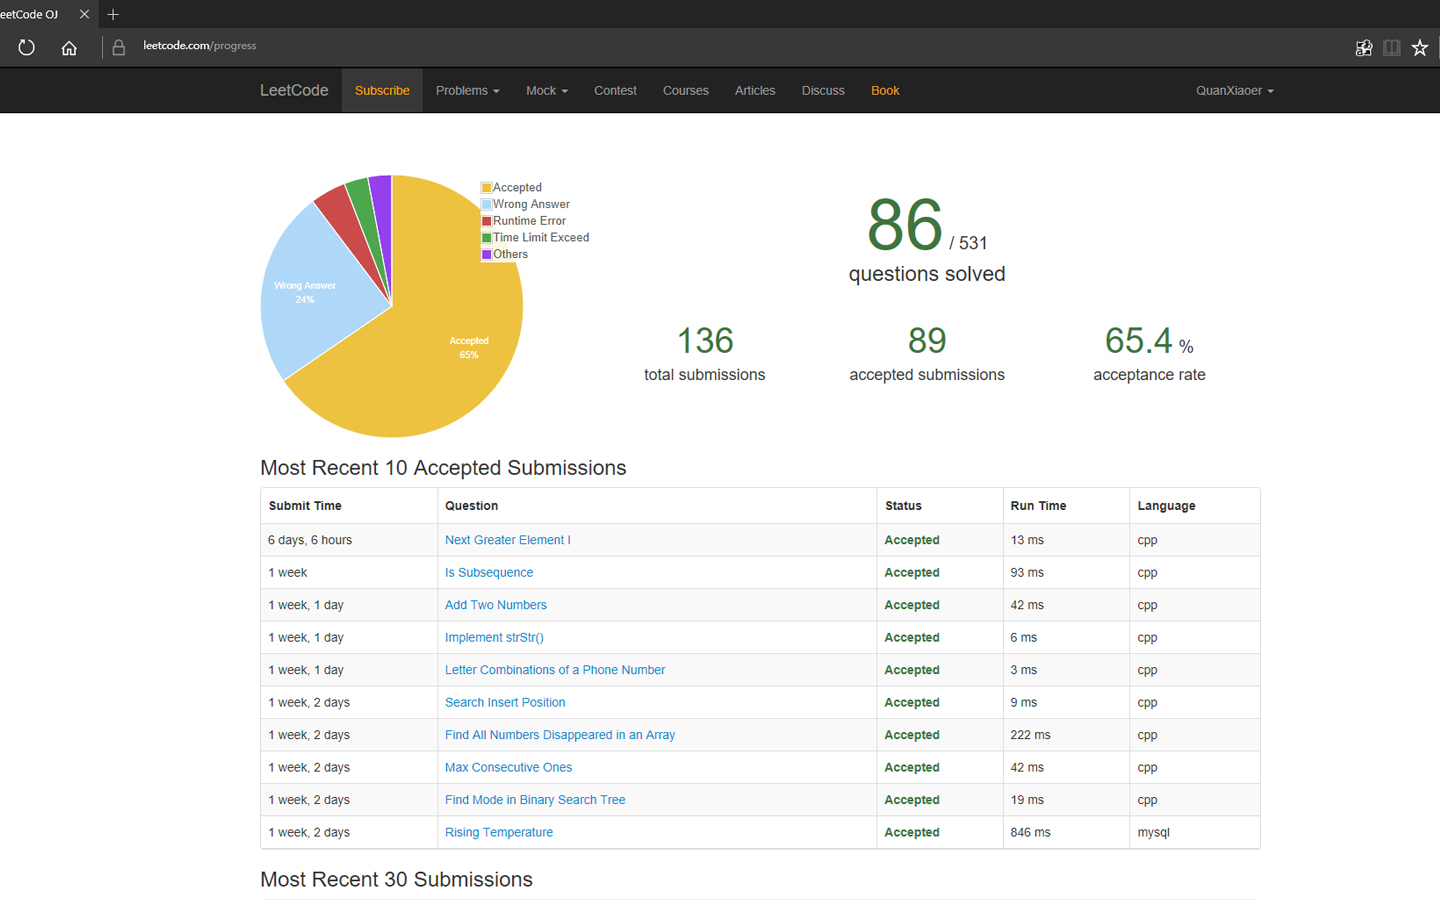 eetCode OJ
leetcode.com/progress
LeetCode Subscribe Problems Mock Contest Courses Articles Discuss Book QuanXiaoer
Accepted
Wrong Answer
Runtime Error
Time Limit Exceed
Others
Wrong Answer
24%
Accepted
65%
86 / 531
questions solved
136
total submissions
89
accepted submissions
65.4 %
acceptance rate
Most Recent 10 Accepted Submissions
Submit Time Question Status Run Time Language
6 days, 6 hours Next Greater Element I Accepted 13 ms cpp
1 week Is Subsequence Accepted 93 ms cpp
1 week, 1 day Add Two Numbers Accepted 42 ms cpp
1 week, 1 day Implement strStr() Accepted 6 ms cpp
1 week, 1 day Letter Combinations of a Phone Number Accepted 3 ms cpp
1 week, 2 days Search Insert Position Accepted 9 ms cpp
1 week, 2 days Find All Numbers Disappeared in an Array Accepted 222 ms cpp
1 week, 2 days Max Consecutive Ones Accepted 42 ms cpp
1 week, 2 days Find Mode in Binary Search Tree Accepted 19 ms cpp
1 week, 2 days Rising Temperature Accepted 846 ms mysql
Most Recent 30 Submissions